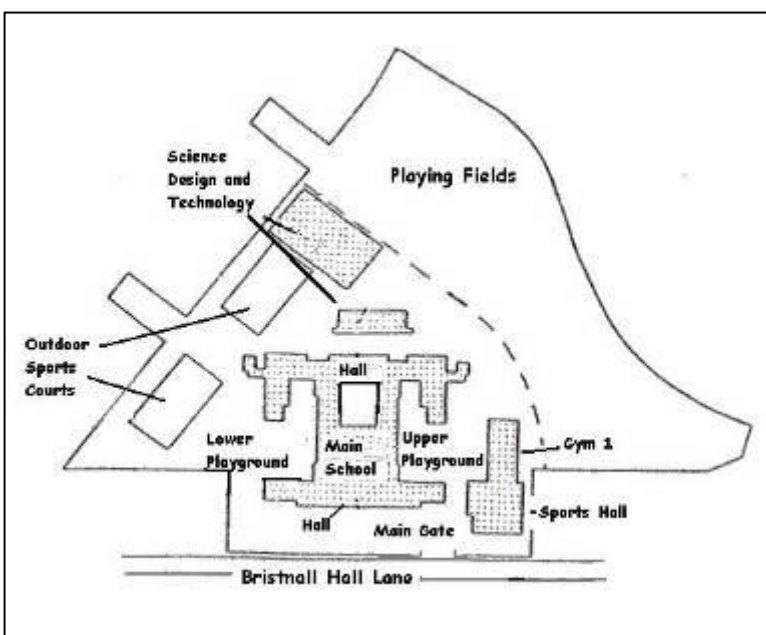 Science
Design and
Technology
Playing Fields
Outdoor
Sports
Courts
Hall
Lower
Playground
Main
School
Upper
Playground
Gym 1
Sports Hall
Hall
Main Gate
Bristnall Hall Lane